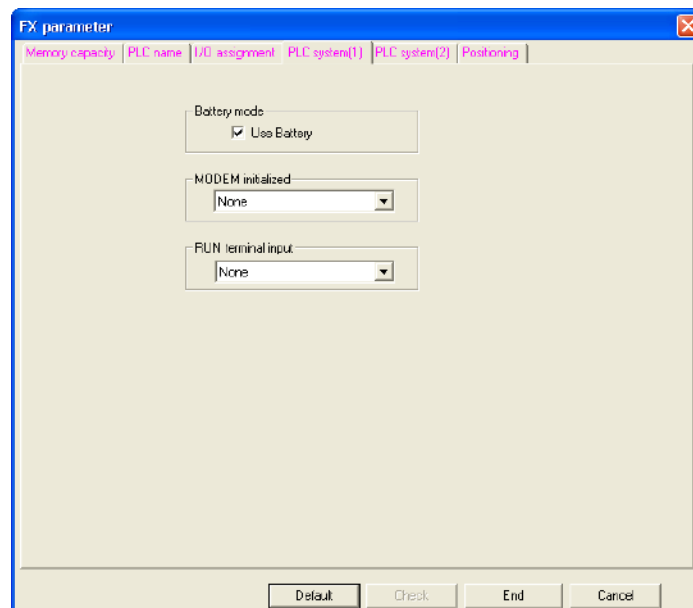 FX parameter
Memory capacity PLC name I/O assignment PLC system(1) PLC system(2) Positioning
Battery mode
Use Battery
MODEM initialized
None
RUN terminal input
None
Default Check End Cancel